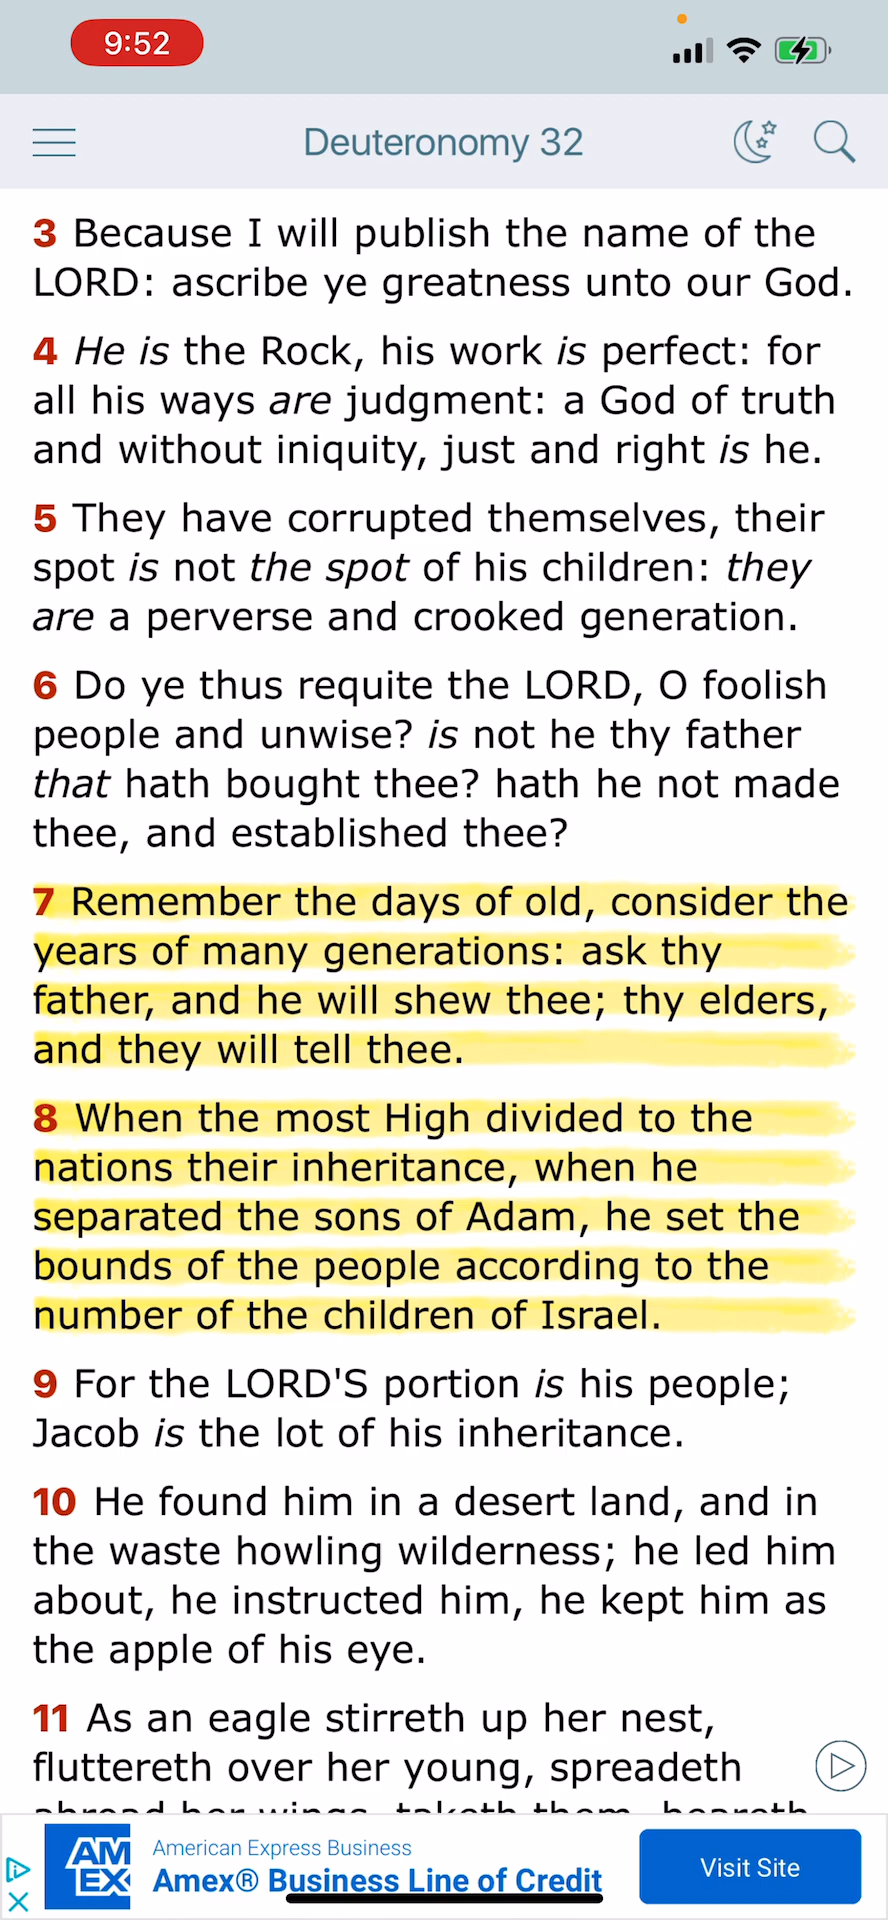 9:52
Deuteronomy 32
3 Because I will publish the name of the
LORD: ascribe ye greatness unto our God.
4 He is the Rock, his work is perfect: for
all his ways are judgment: a God of truth
and without iniquity, just and right is he.
5 They have corrupted themselves, their
spot is not the spot of his children: they
are a perverse and crooked generation.
6 Do ye thus requite the LORD, O foolish
people and unwise? is not he thy father
that hath bought thee? hath he not made
thee, and established thee?
7 Remember the days of old, consider the
years of many generations: ask thy
father, and he will shew thee; thy elders,
and they will tell thee.
8 When the most High divided to the
nations their inheritance, when he
separated the sons of Adam, he set the
bounds of the people according to the
number of the children of Israel.
9 For the LORD'S portion is his people;
Jacob is the lot of his inheritance.
10 He found him in a desert land, and in
the waste howling wilderness; he led him
about, he instructed him, he kept him as
the apple of his eye.
11 As an eagle stirreth up her nest,
fluttereth over her young, spreadeth
abroad her wings, taketh them, beareth
AM
EX
American Express Business
Amex® Business Line of Credit
Visit Site